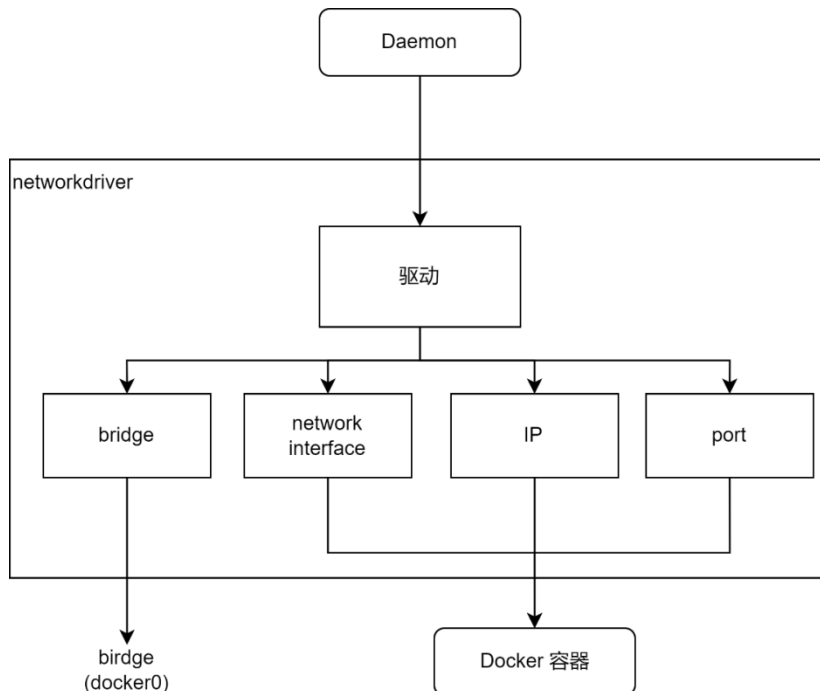 Daemon
networkdriver
驱动
bridge
network
interface
IP
port
birdge
(docker0)
Docker 容器